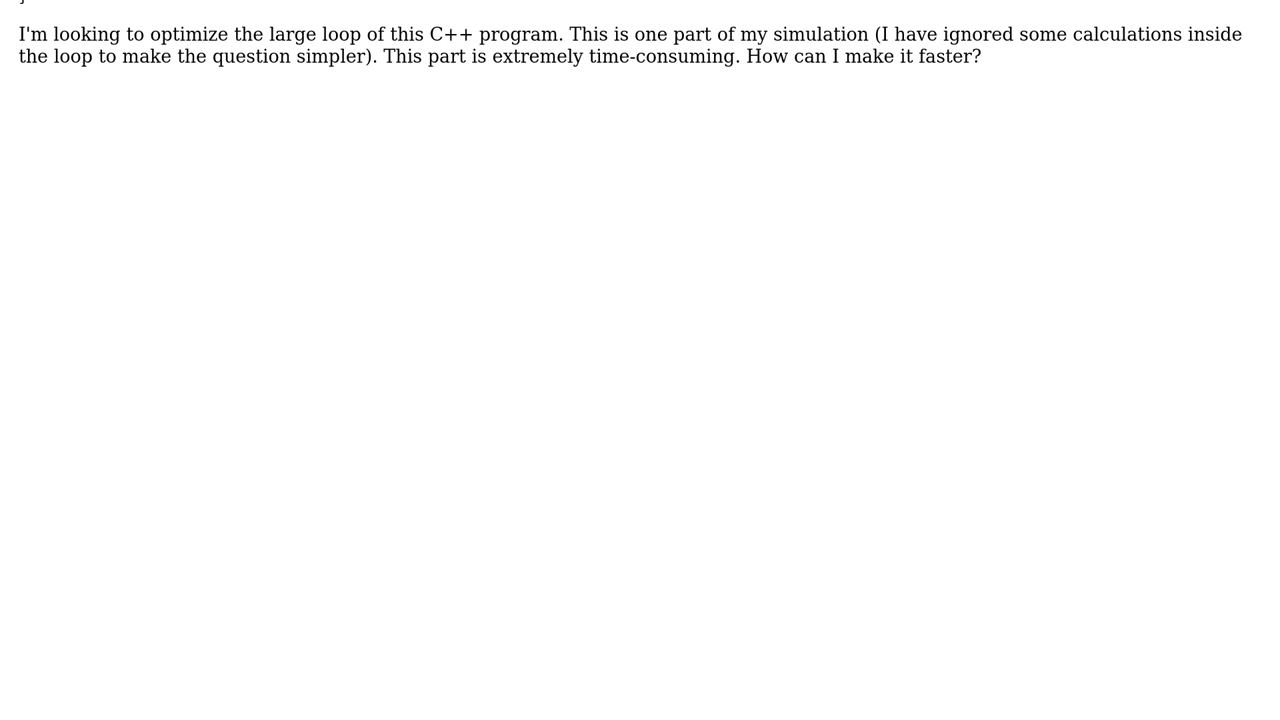 I'm looking to optimize the large loop of this C++ program. This is one part of my simulation (I have ignored some calculations inside
the loop to make the question simpler). This part is extremely time-consuming. How can I make it faster?